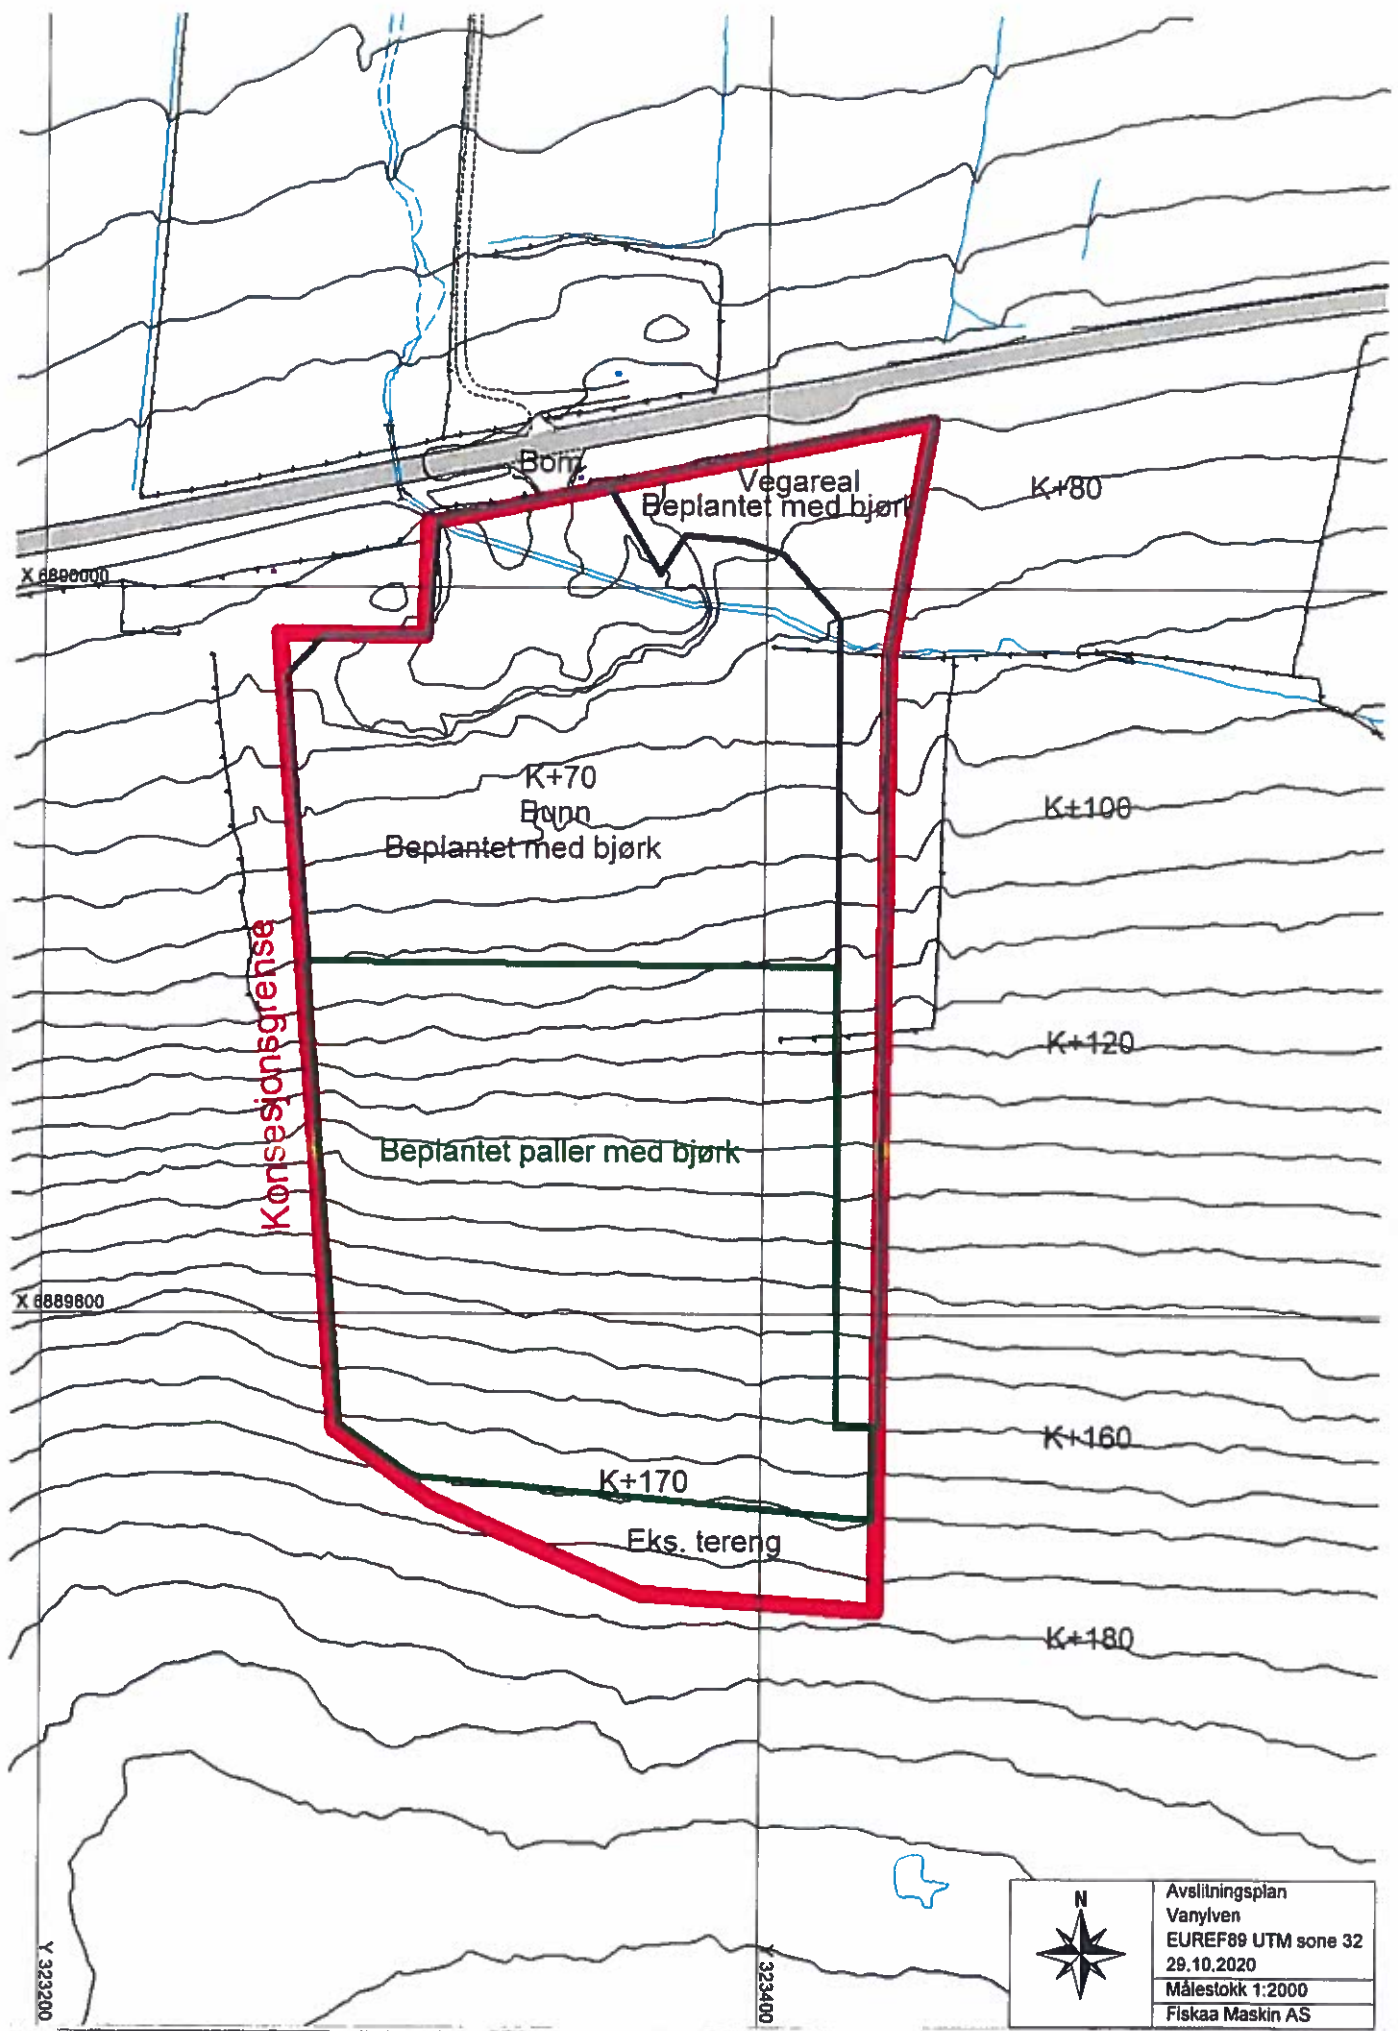 Bom
Vegareal
Beplantet med bjørk
K+80
X 6890000
K+70
Bunn
Beplantet med bjørk
K+100
Konsesjonsgrense
K+120
Beplantet paller med bjørk
X 6889800
K+160
K+170
Eks. tereng
K+180
Y 323200
Y 323400
N
Avslitningsplan
Vanylven
EUREF89 UTM sone 32
29.10.2020
Målestokk 1:2000
Fiskaa Maskin AS